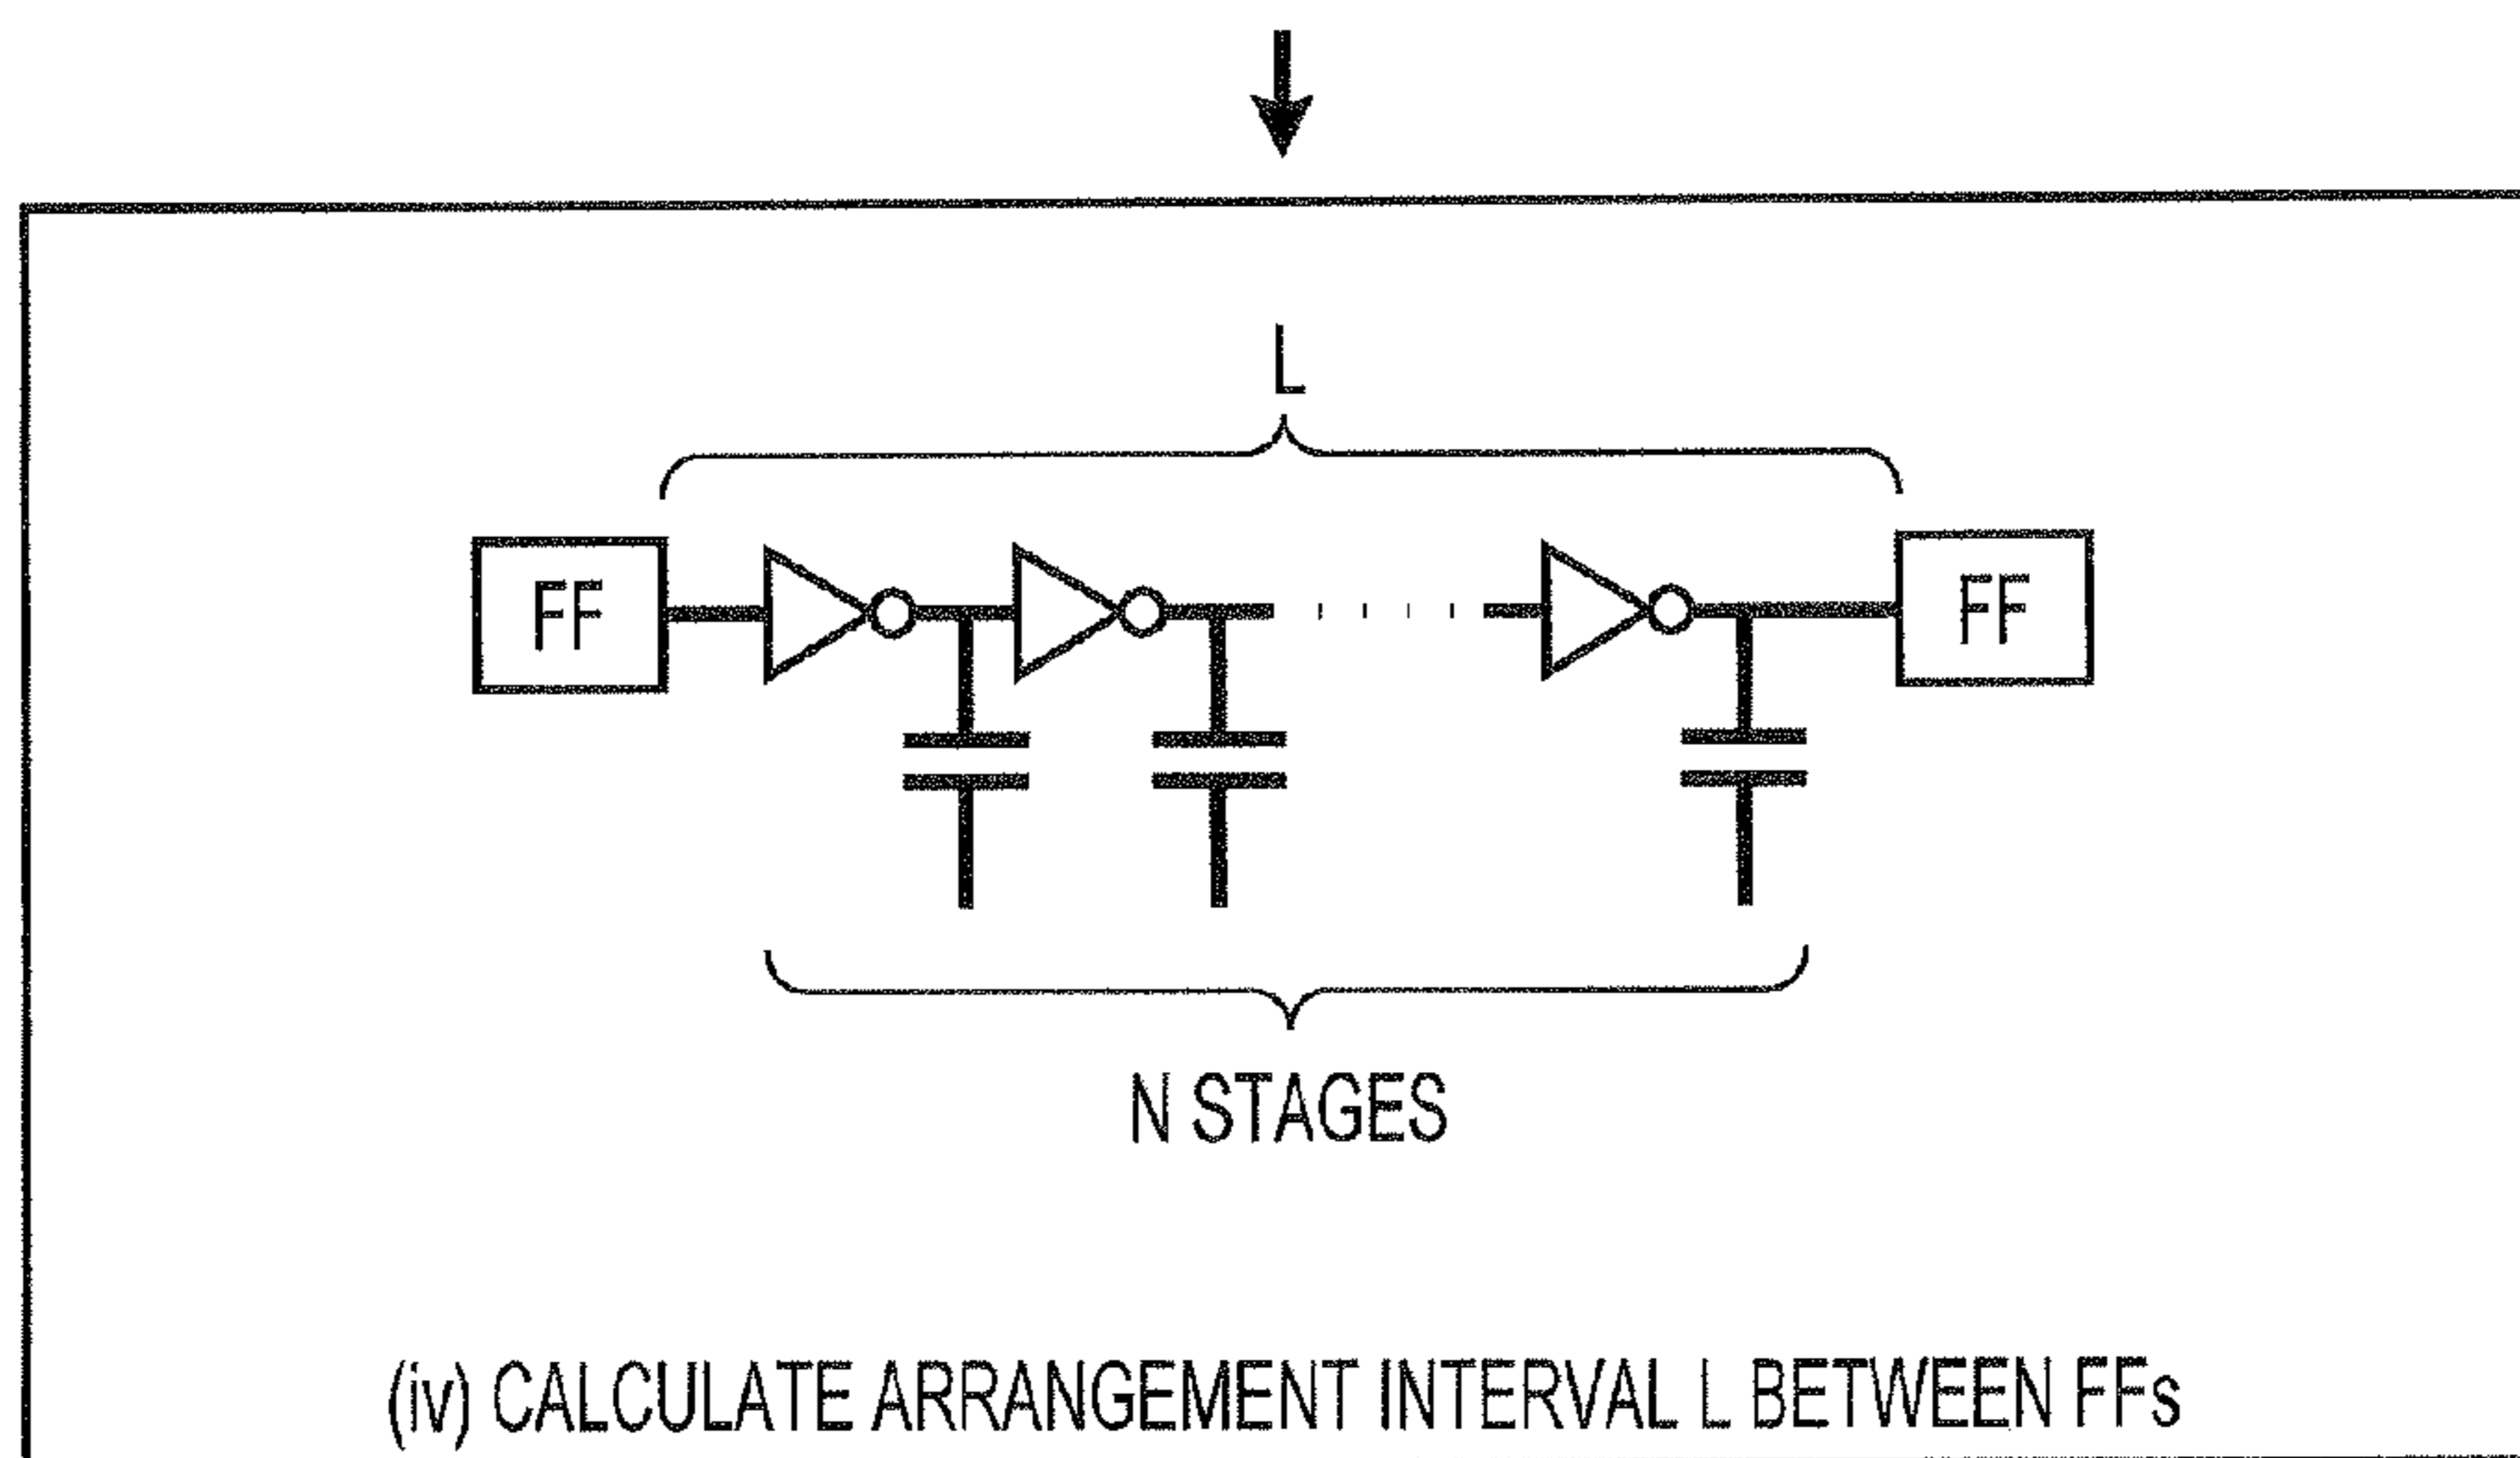 L
FF FF
N STAGES
(iv) CALCULATE ARRANGEMENT INTERVAL L BETWEEN FFs